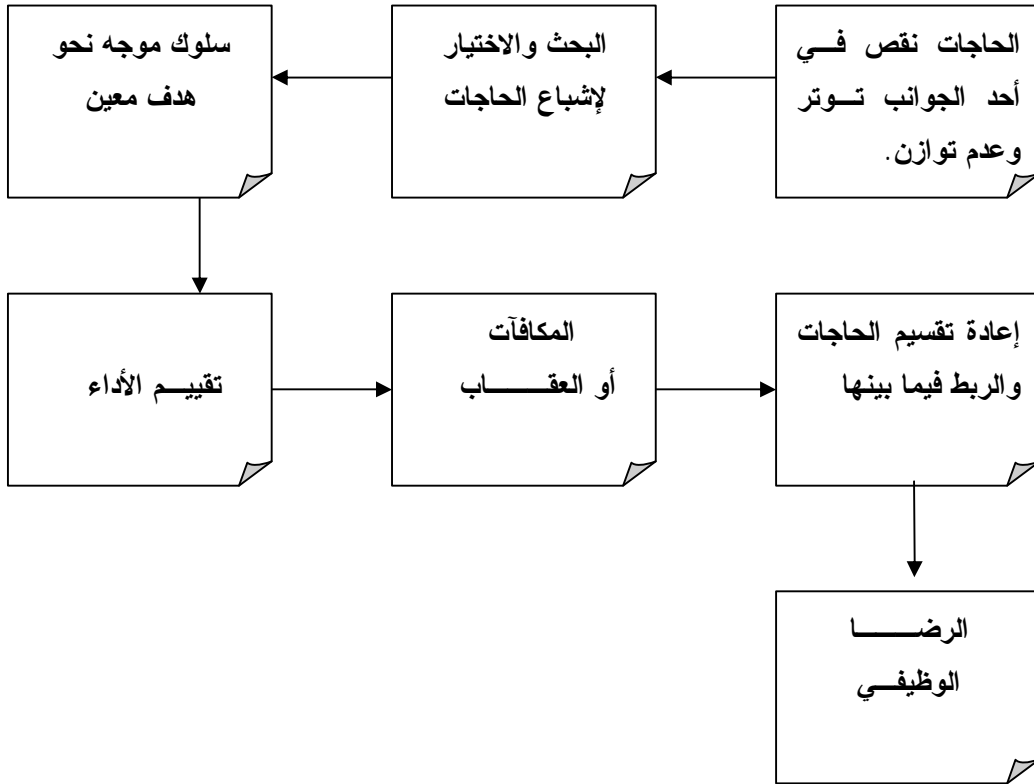 الحاجات نقص في
أحد الجوانب توتر
وعدم توازن.
البحث والاختيار
لإشباع الحاجات
سلوك موجه نحو
هدف معين
تقييم الأداء
المكافآت
أو العقاب
إعادة تقسيم الحاجات
والربط فيما بينها
الرضا
الوظيفي